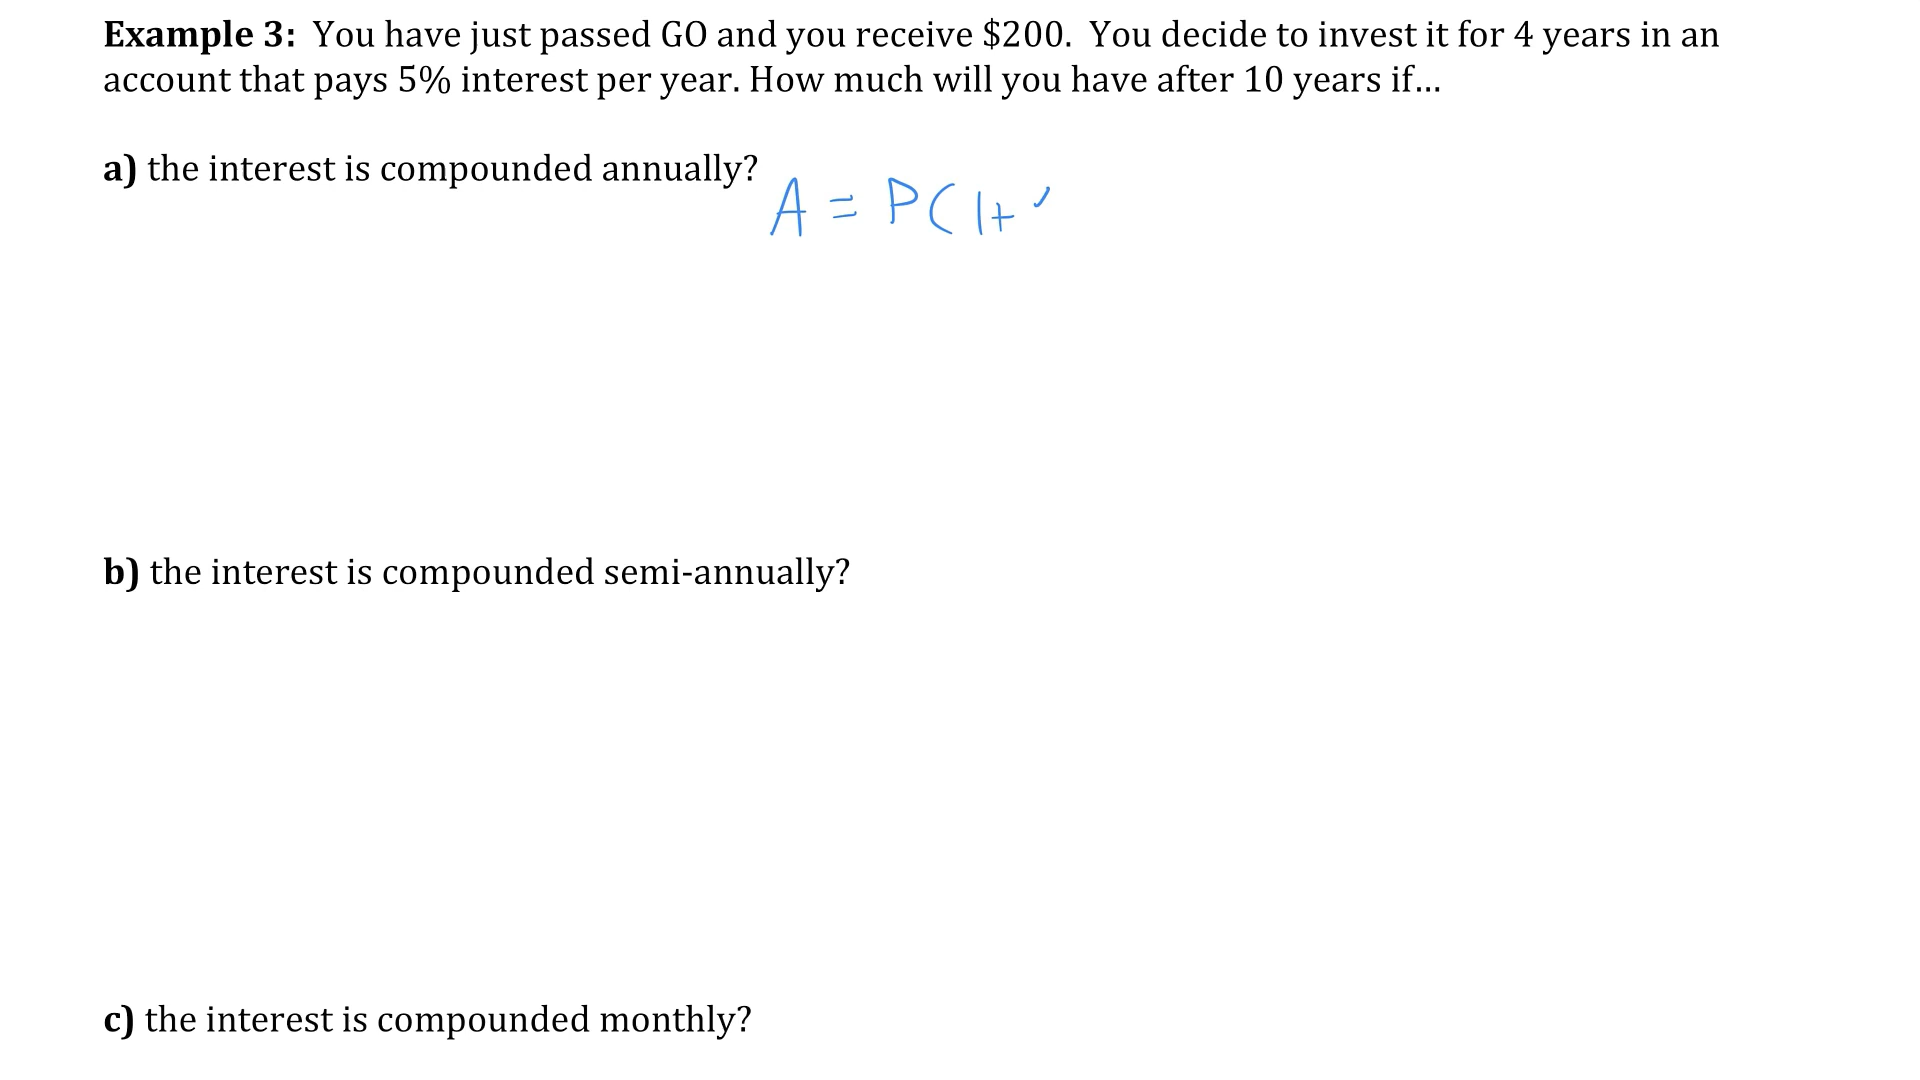 Example 3: You have just passed GO and you receive $200. You decide to invest it for 4 years in an
account that pays 5% interest per year. How much will you have after 10 years if…
a) the interest is compounded annually?
A = P( 1+
b) the interest is compounded semi-annually?
c) the interest is compounded monthly?